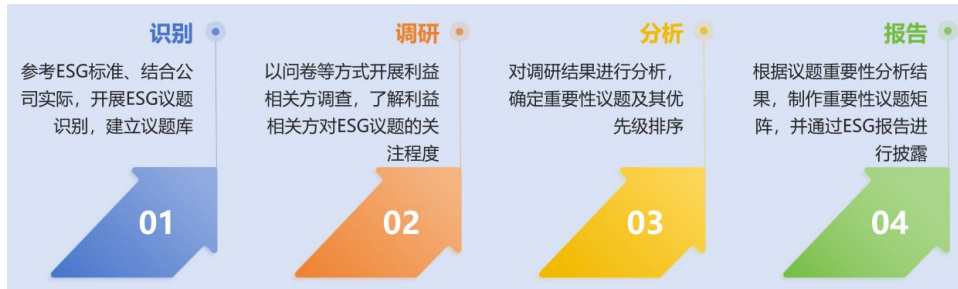 识别
参考ESG标准、结合公
司实际，开展ESG议题
识别，建立议题库
01
调研
以问卷等方式开展利益
相关方调查，了解利益
相关方对ESG议题的关
注程度
02
分析
对调研结果进行分析，
确定重要性议题及其优
先级排序
03
报告
根据议题重要性分析结
果，制作重要性议题矩
阵，并通过ESG报告进
行披露
04